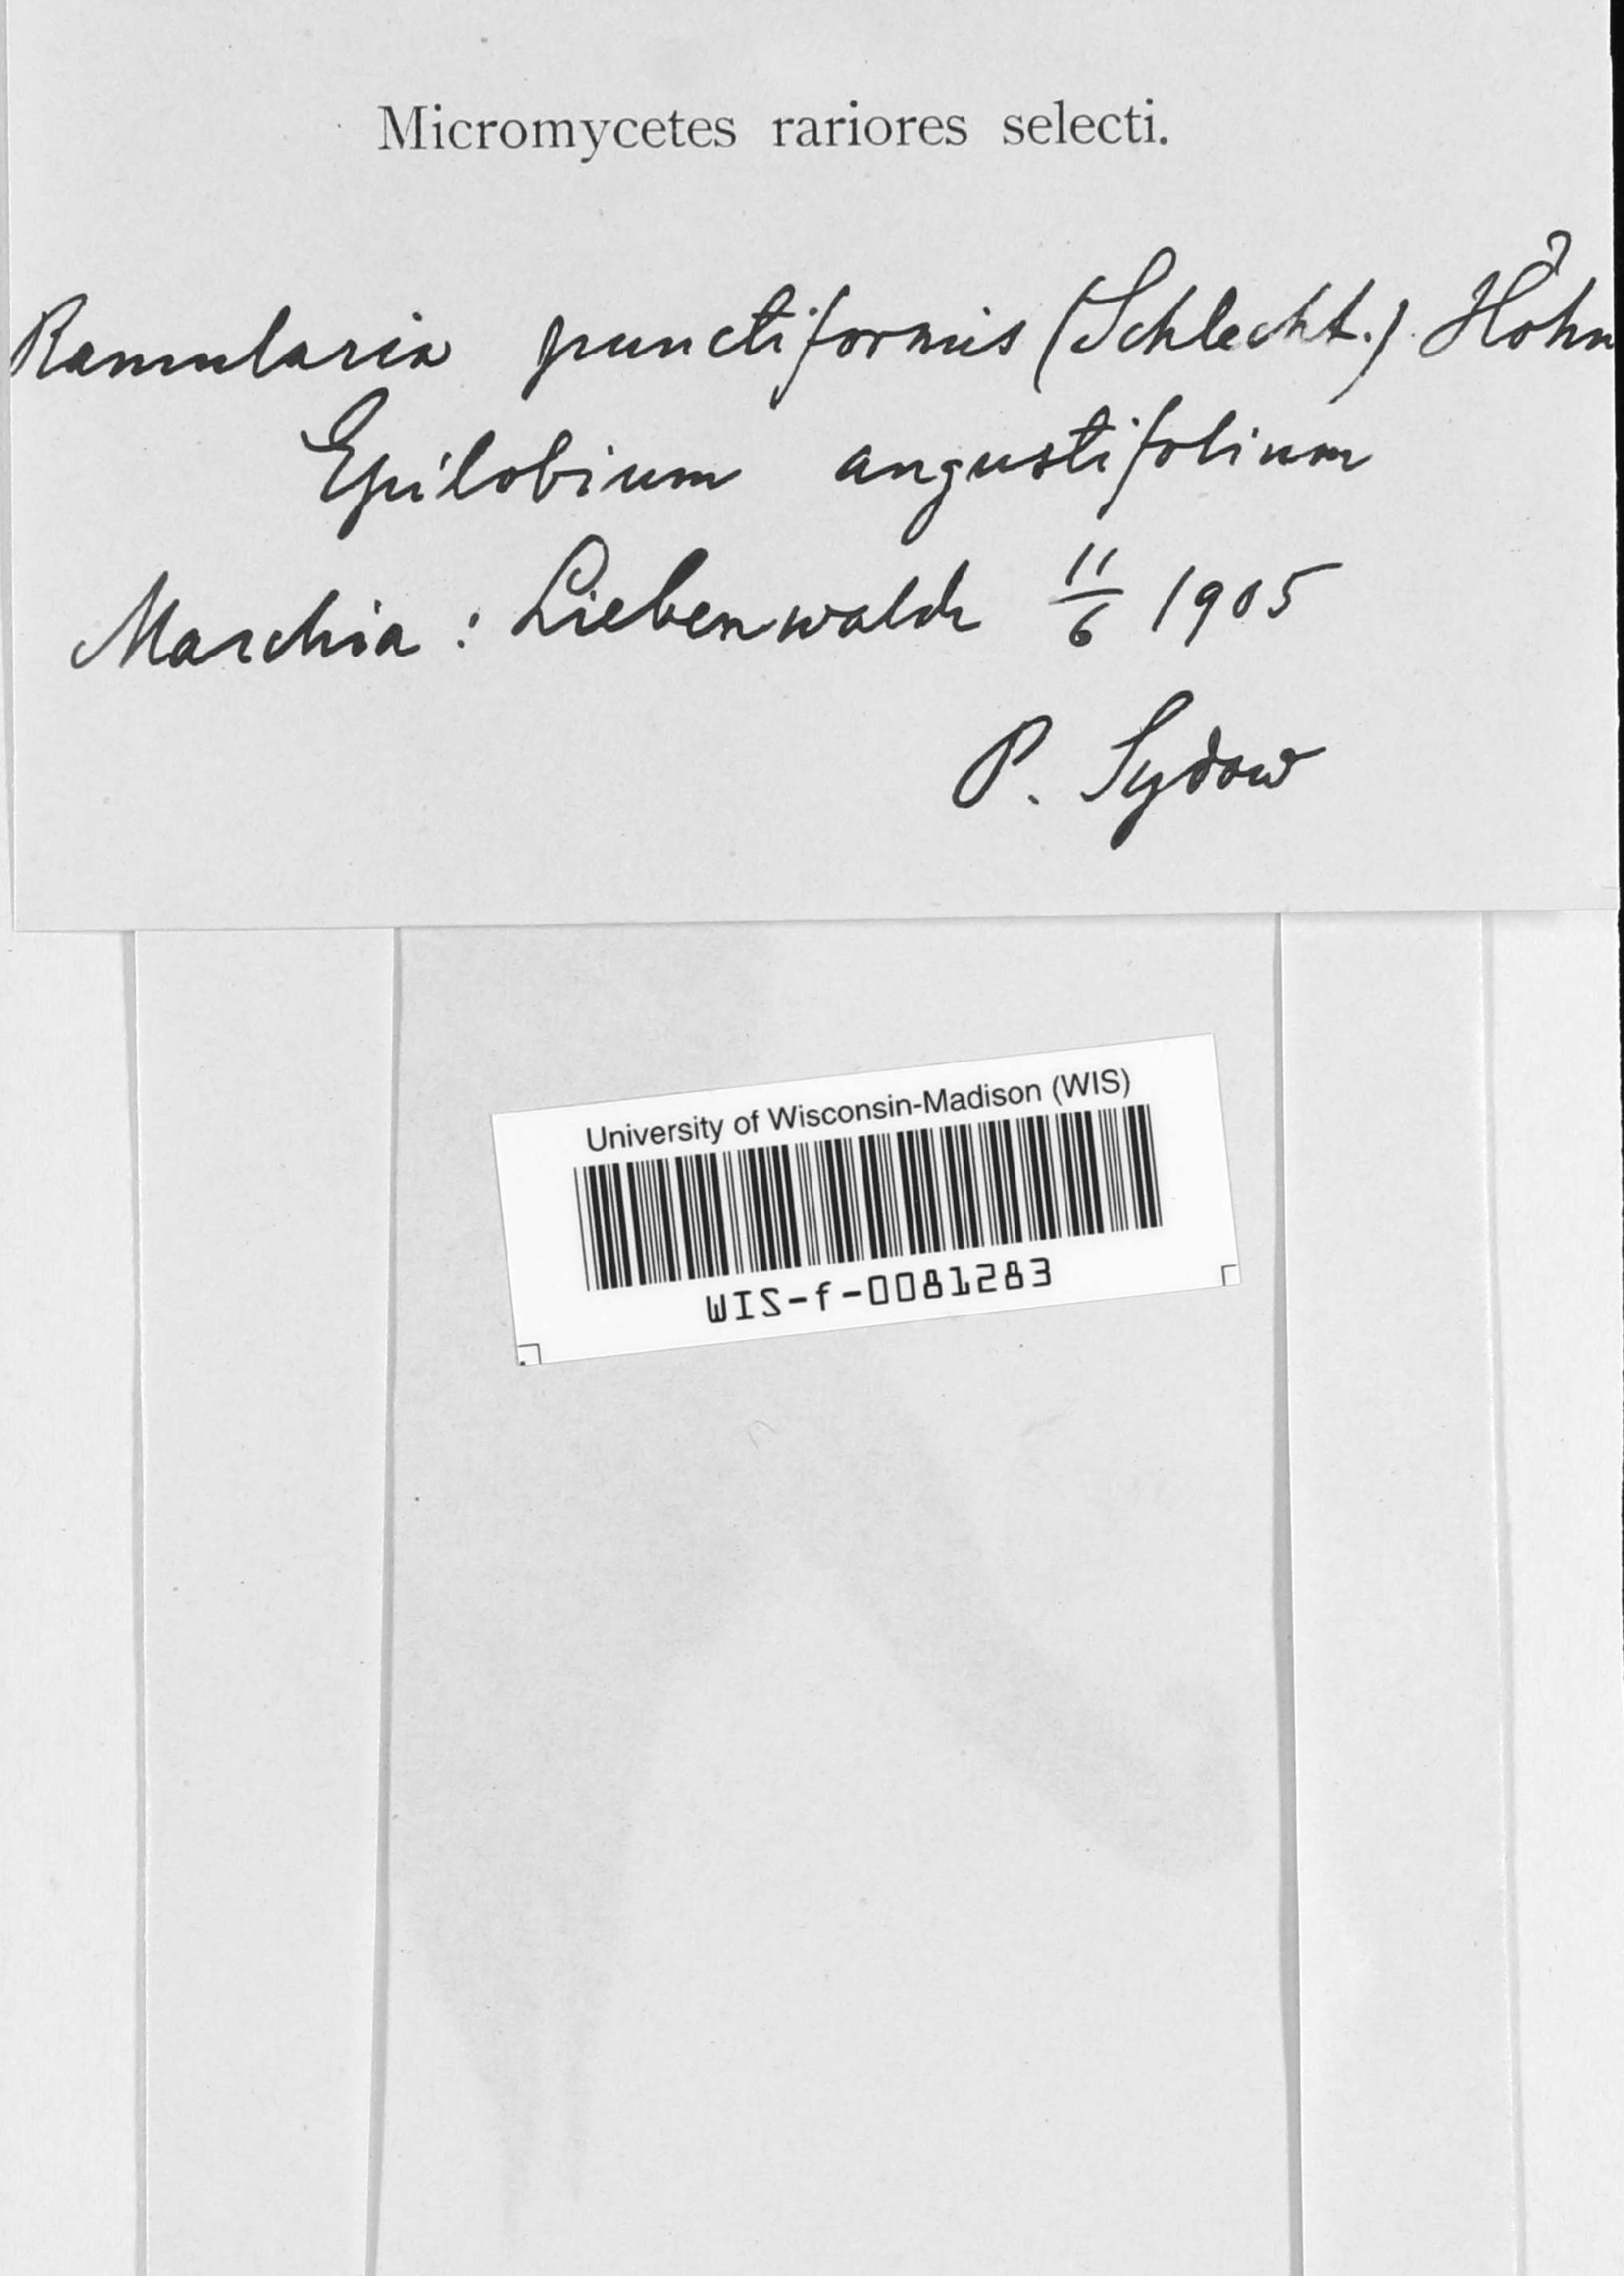 Micromycetes rariores selecti.
Ramularia punctiformis (Schlecht.) Höhn
Epilobium angustifolium
Marchia: Liebenwalde 11/6 1905
P. Sydow
University of Wisconsin-Madison (WIS)
WIS-f-0081283